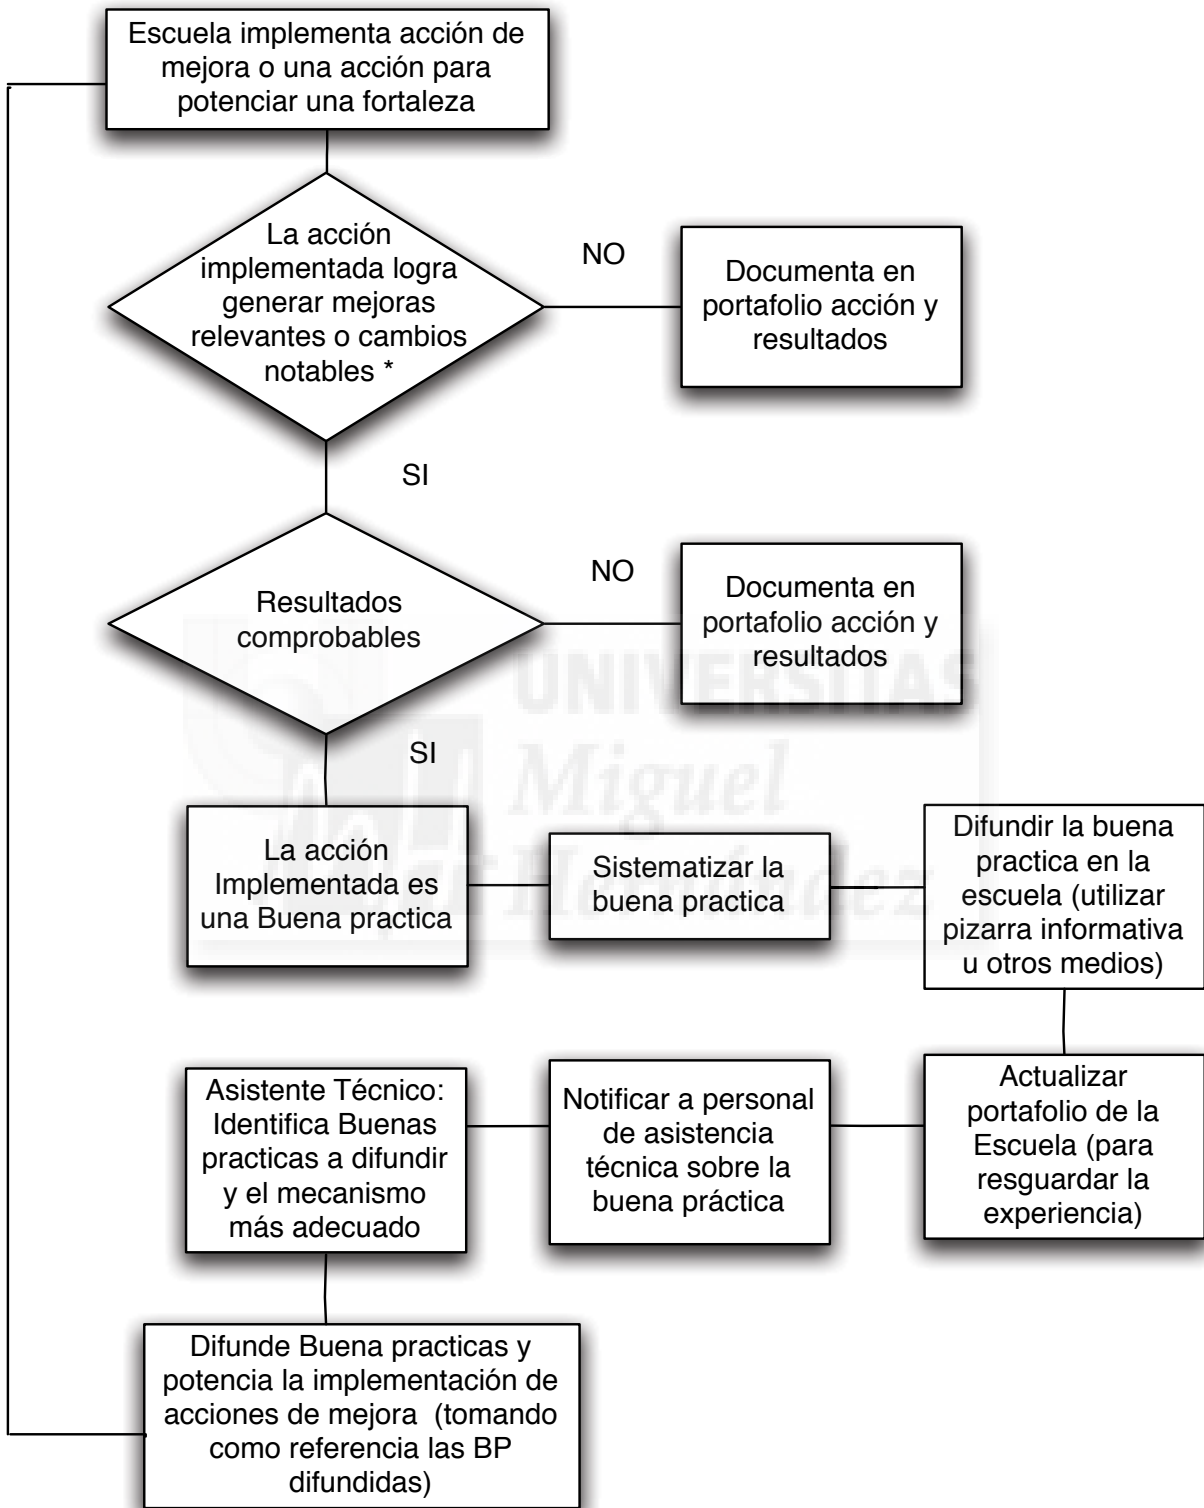 Escuela implementa acción de
mejora o una acción para
potenciar una fortaleza
La acción
implementada logra
generar mejoras
relevantes o cambios
notables *
NO
Documenta en
portafolio acción y
resultados
SI
Resultados
comprobables
NO
Documenta en
portafolio acción y
resultados
UNIVERSITAS
Miguel
Hernández
SI
La acción
Implementada es
una Buena practica
Sistematizar la
buena practica
Difundir la buena
practica en la
escuela (utilizar
pizarra informativa
u otros medios)
Asistente Técnico:
Identifica Buenas
practicas a difundir
y el mecanismo
más adecuado
Notificar a personal
de asistencia
técnica sobre la
buena práctica
Actualizar
portafolio de la
Escuela (para
resguardar la
experiencia)
Difunde Buena practicas y
potencia la implementación de
acciones de mejora  (tomando
como referencia las BP
difundidas)